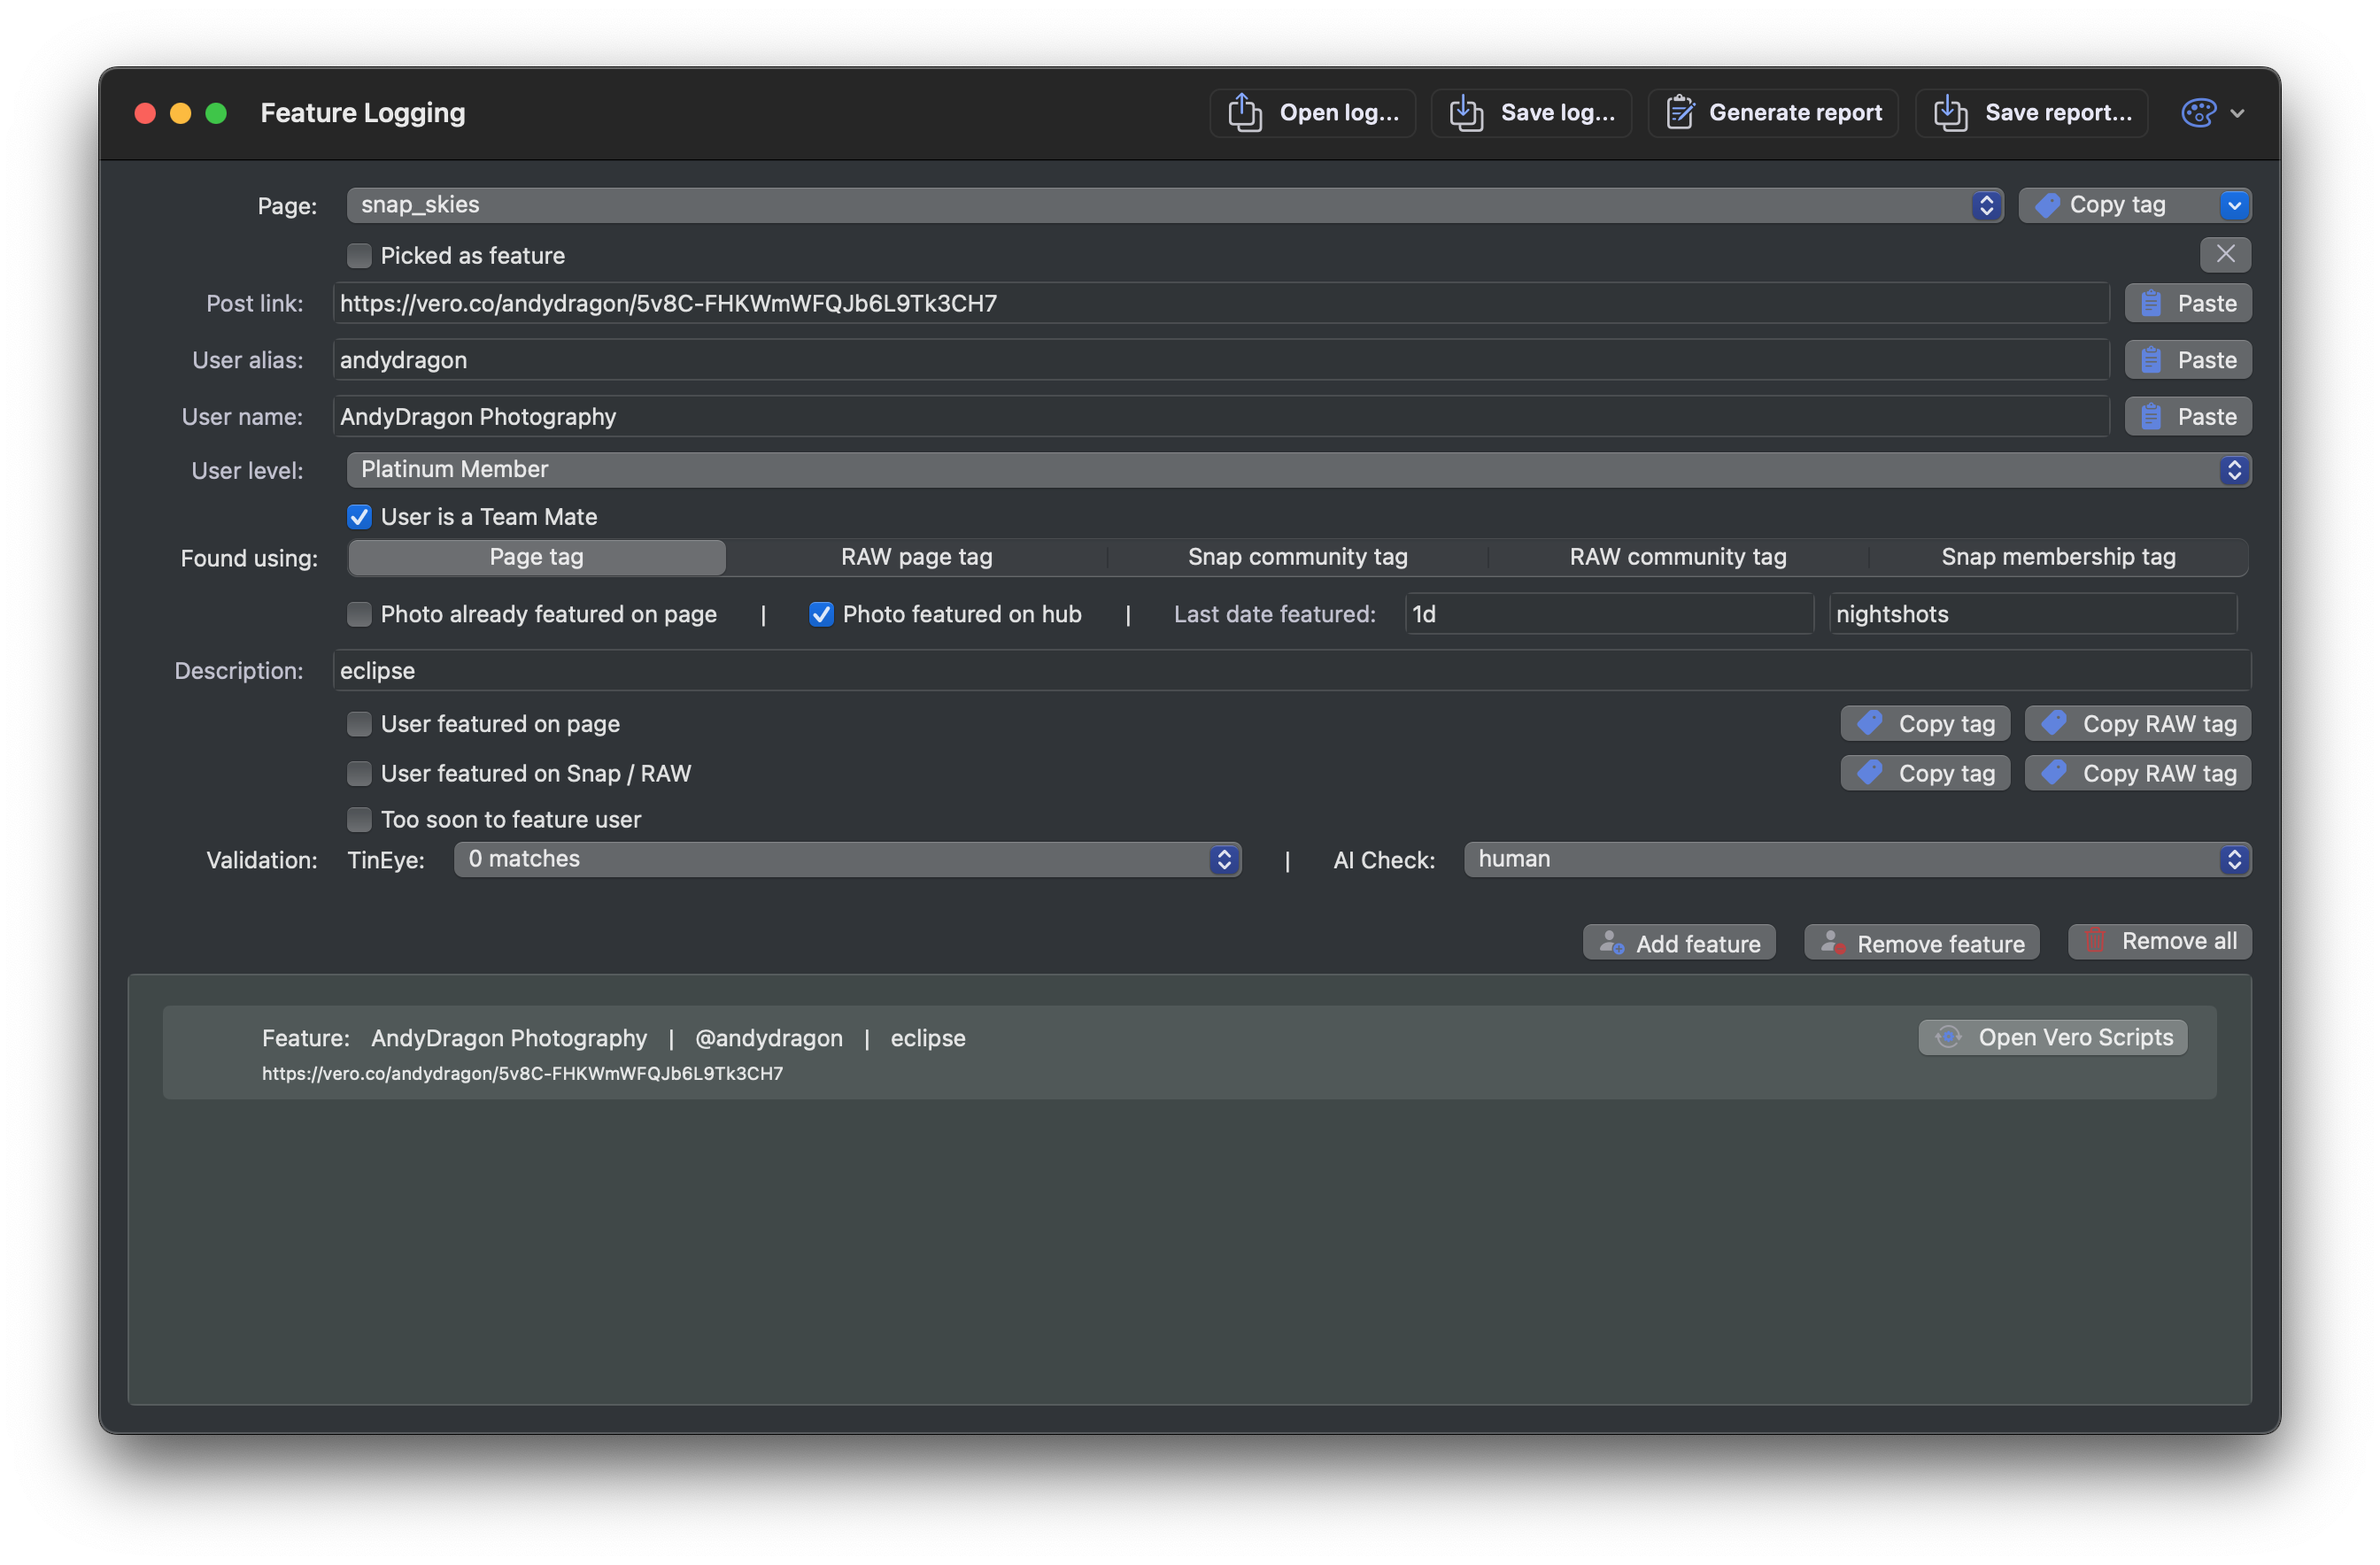 Feature Logging Open log... Save log... Generate report Save report...
Page: snap_skies Copy tag
Picked as feature
Post link: https://vero.co/andydragon/5v8C-FHKWmWFQJb6L9Tk3CH7 Paste
User alias: andydragon Paste
User name: AndyDragon Photography Paste
User level: Platinum Member
User is a Team Mate
Found using: Page tag RAW page tag Snap community tag RAW community tag Snap membership tag
Photo already featured on page | Photo featured on hub | Last date featured: 1d nightshots
Description: eclipse
User featured on page Copy tag Copy RAW tag
User featured on Snap / RAW Copy tag Copy RAW tag
Too soon to feature user
Validation: TinEye: 0 matches | AI Check: human
Add feature Remove feature Remove all
Feature: AndyDragon Photography | @andydragon | eclipse Open Vero Scripts
https://vero.co/andydragon/5v8C-FHKWmWFQJb6L9Tk3CH7